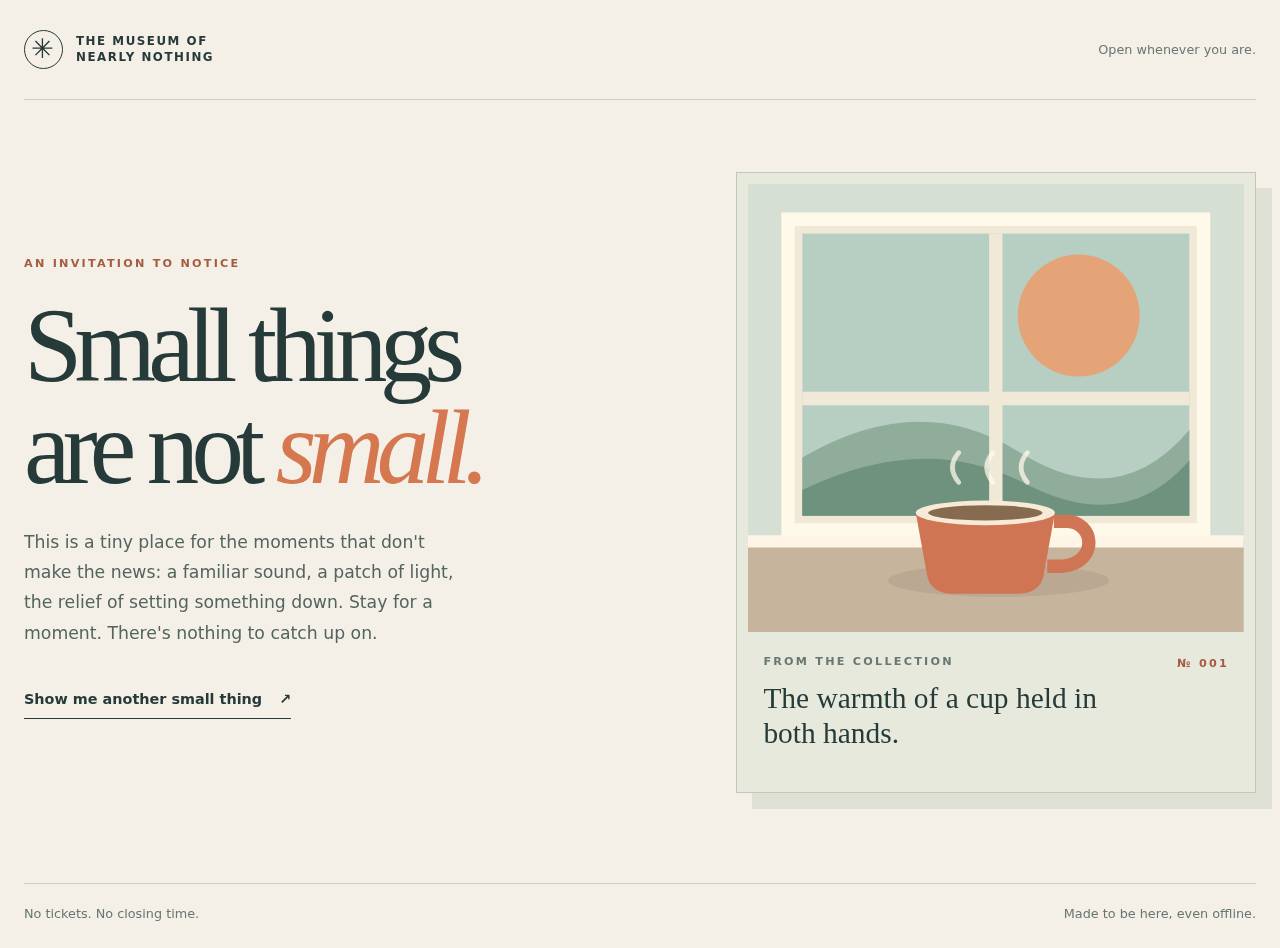 THE MUSEUM OF
NEARLY NOTHING
Open whenever you are.
AN INVITATION TO NOTICE
Small things
are not small.
This is a tiny place for the moments that don't
make the news: a familiar sound, a patch of light,
the relief of setting something down. Stay for a
moment. There's nothing to catch up on.
Show me another small thing ↗
FROM THE COLLECTION
№ 001
The warmth of a cup held in
both hands.
No tickets. No closing time.
Made to be here, even offline.